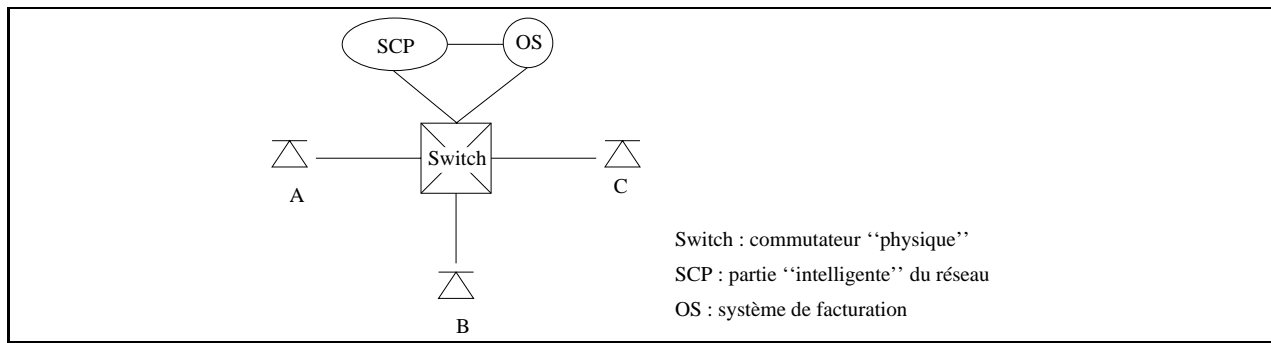 SCP
OS
Switch
A
C
B
Switch : commutateur ‘‘physique’’
SCP : partie ‘‘intelligente’’ du réseau
OS : système de facturation